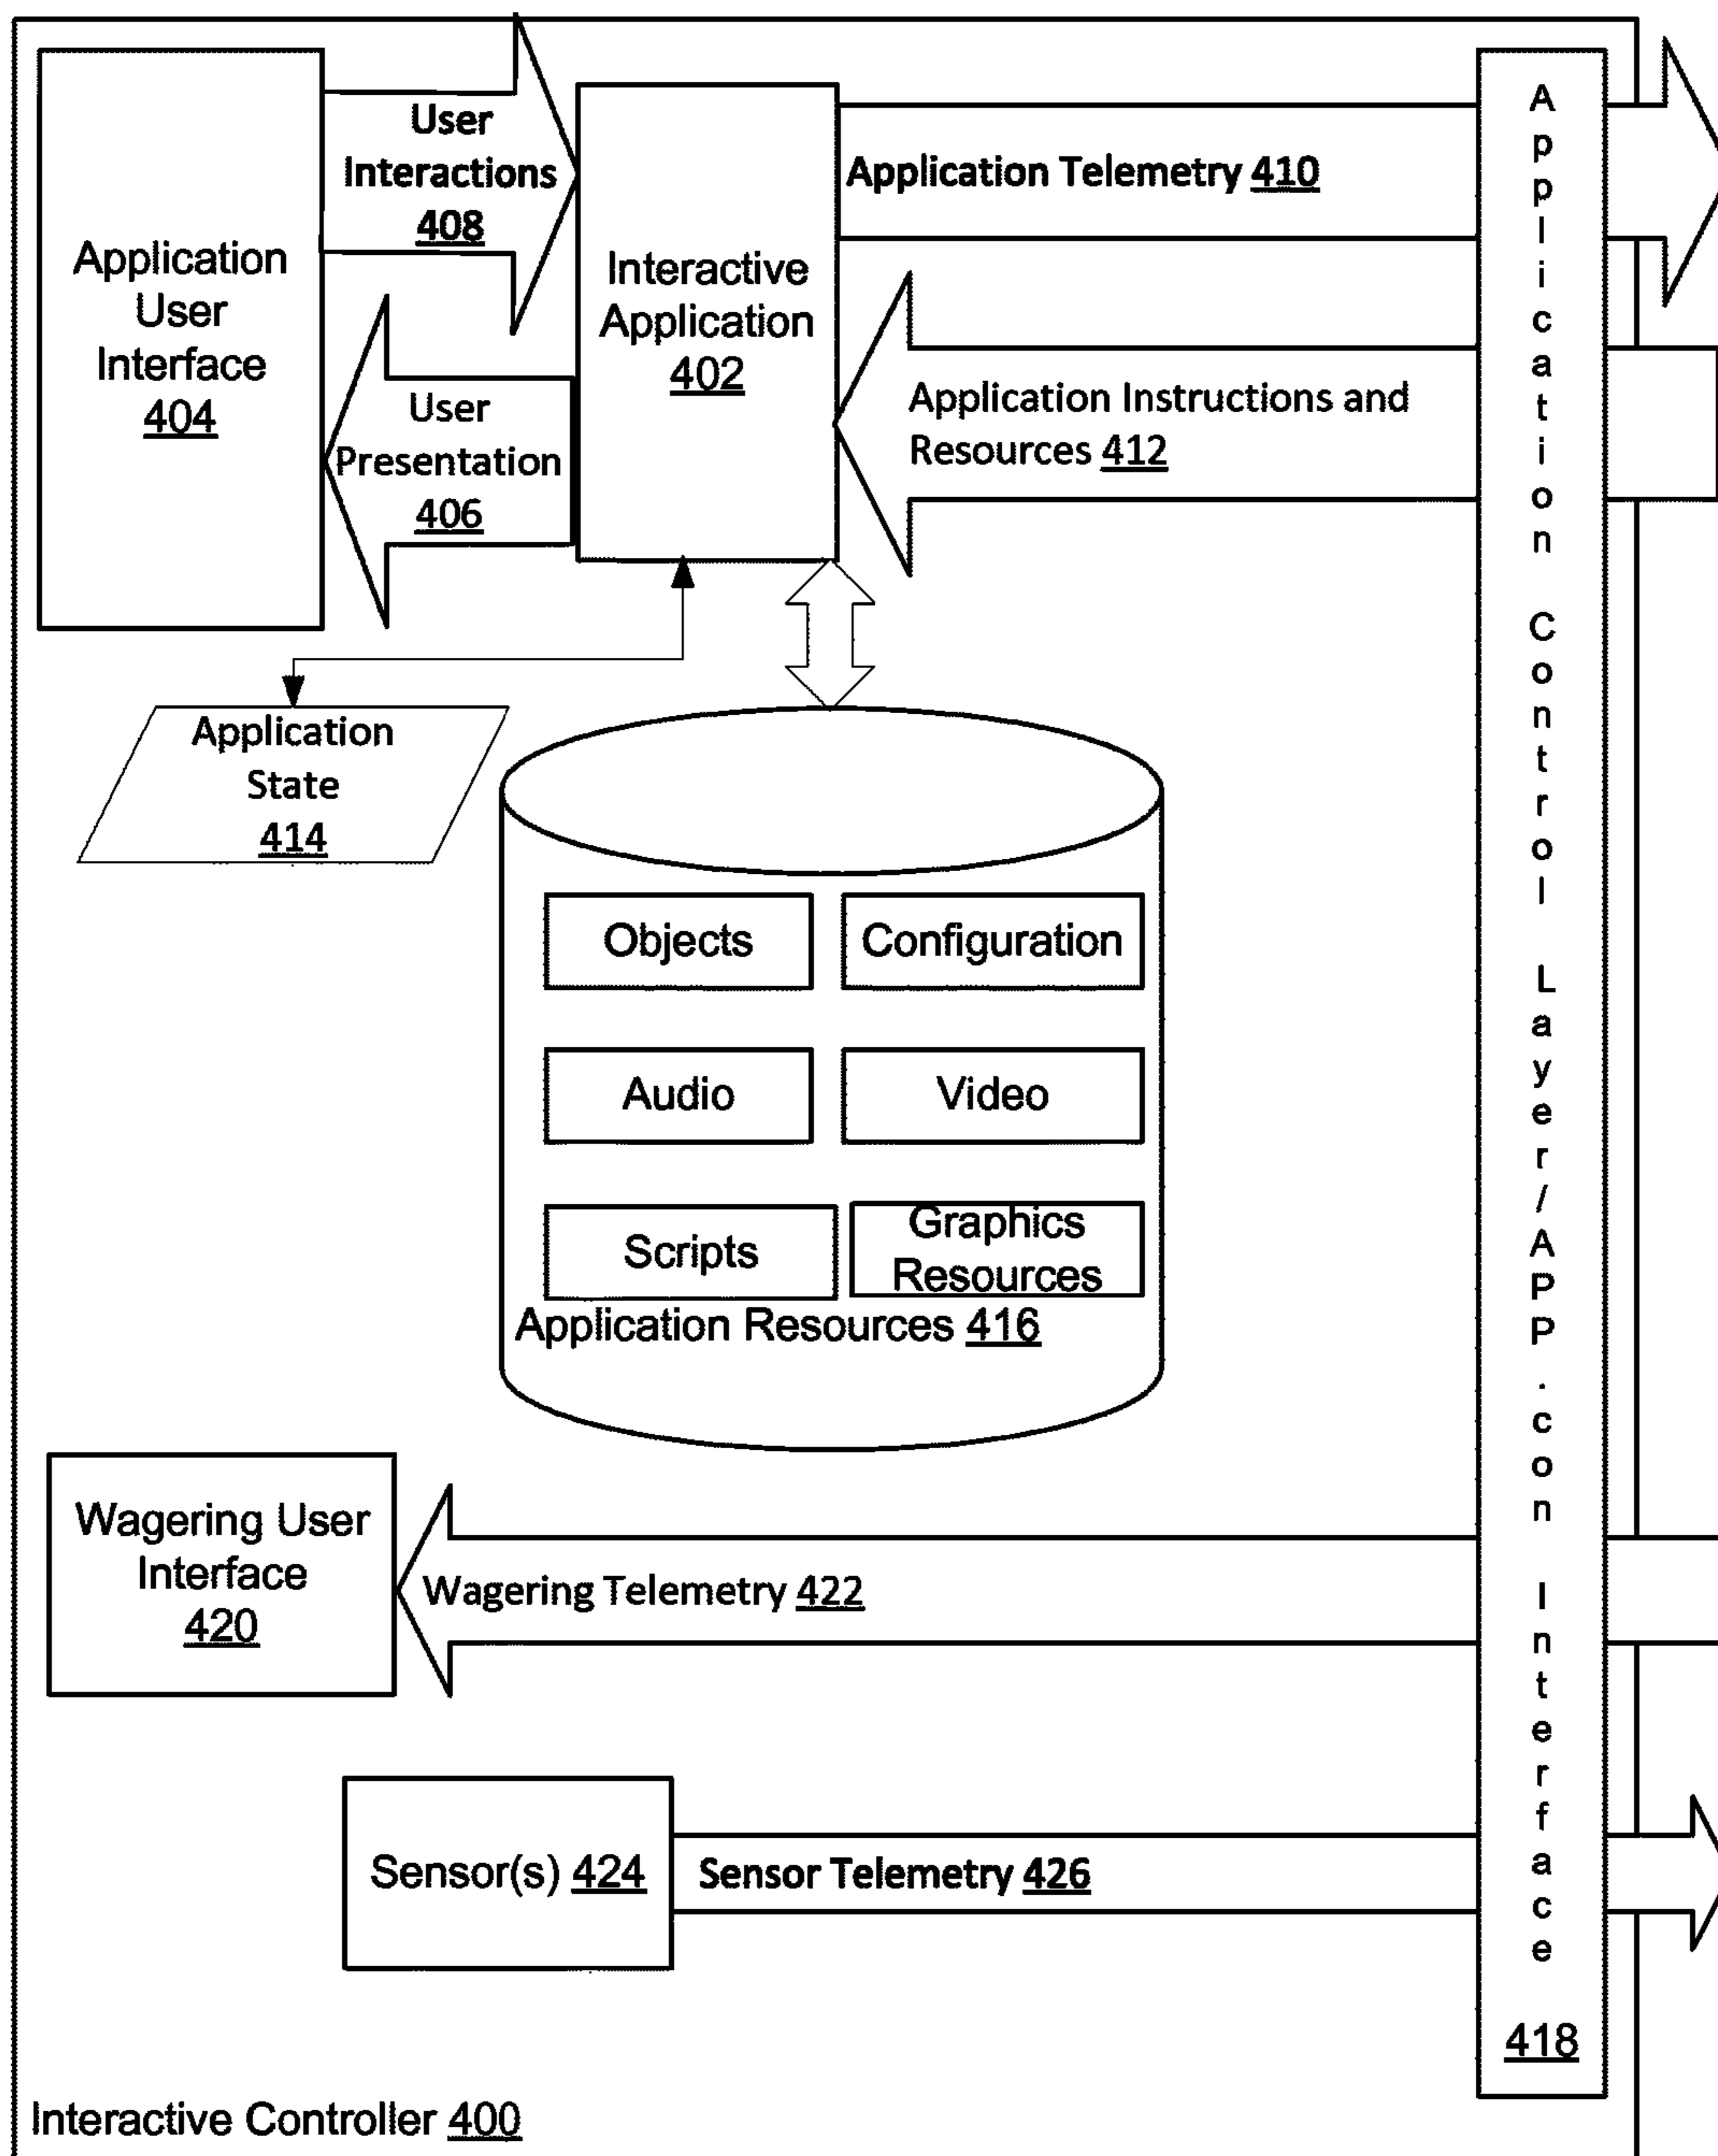 Application
User
Interface
404
User
Interactions
408
User
Presentation
406
Interactive
Application
402
Application Telemetry 410
Application Instructions and
Resources 412
Application
State
414
Objects
Configuration
Audio
Video
Scripts
Graphics
Resources
Application Resources 416
Wagering User
Interface
420
Wagering Telemetry 422
Sensor(s) 424
Sensor Telemetry 426
Application Control Layer/APP.con Interface
418
Interactive Controller 400